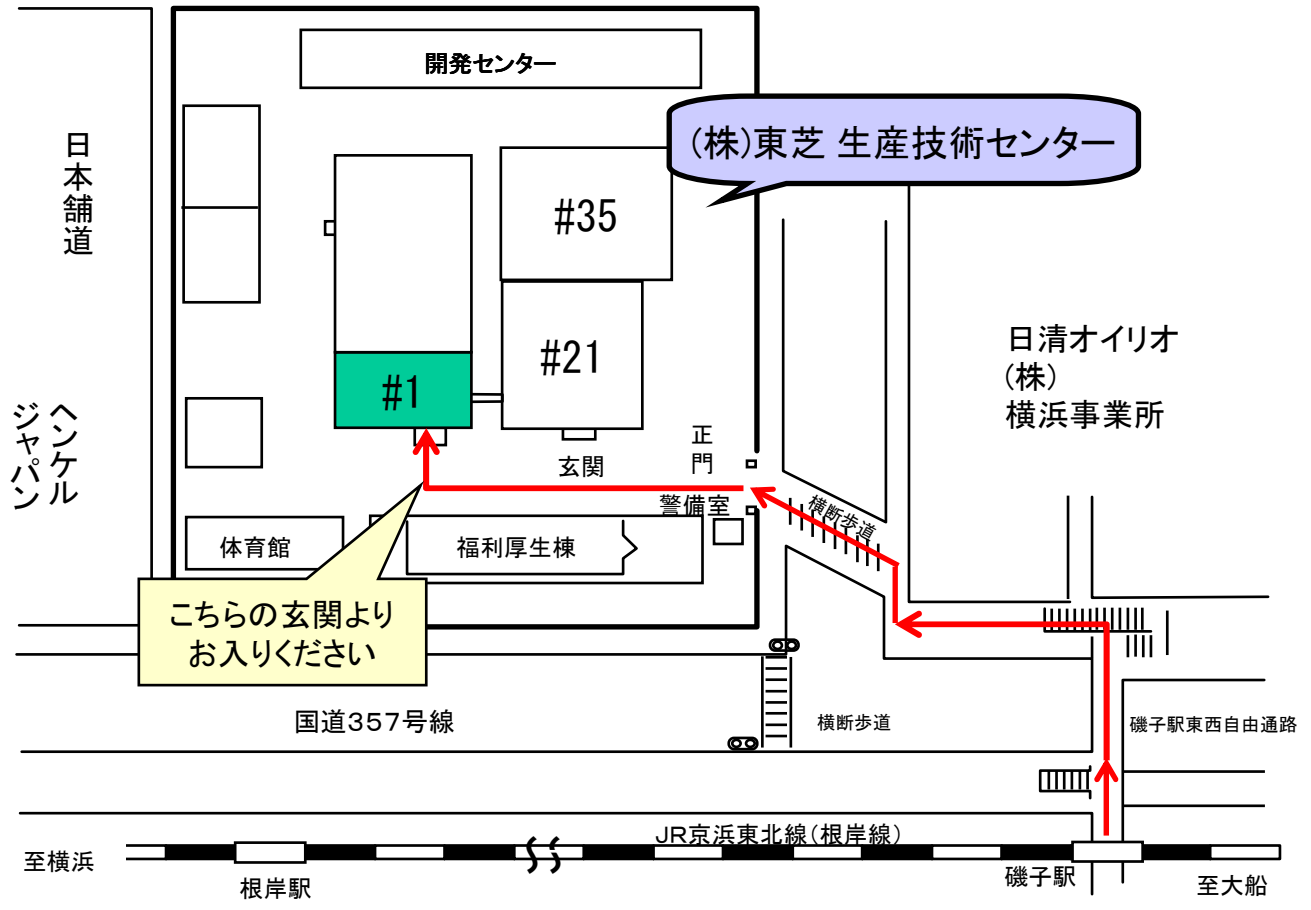 開発センター
(株)東芝 生産技術センター
日本舗道
#35
#21
#1
日清オイリオ
(株)
横浜事業所
ヘンケル
ジャパン
正門
玄関
警備室
横断歩道
体育館
福利厚生棟
こちらの玄関より
お入りください
国道357号線
横断歩道
磯子駅東西自由通路
JR京浜東北線(根岸線)
至横浜
根岸駅
磯子駅
至大船